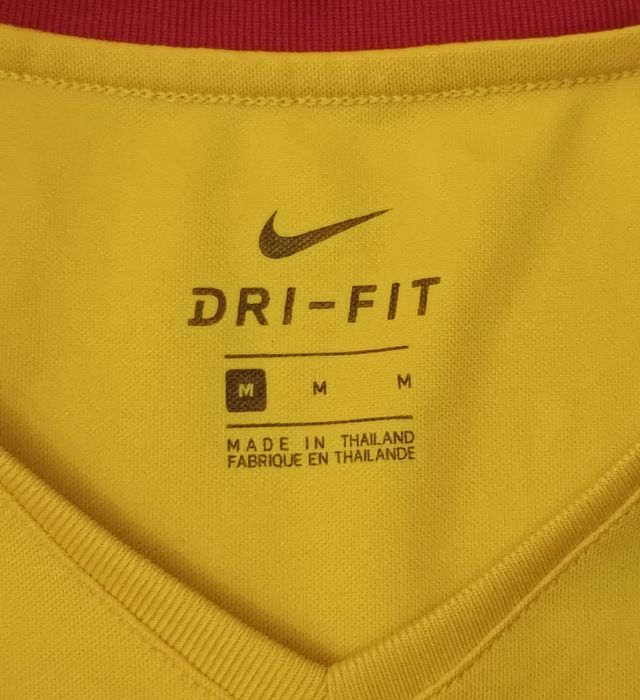 DRI-FIT
M M M
MADE IN THAILAND
FABRIQUE EN THAILANDE